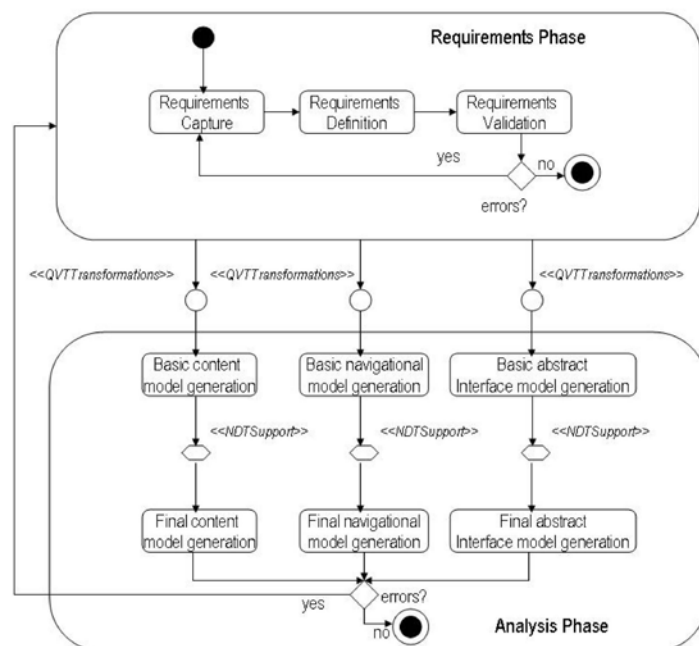 Requirements Phase
Requirements
Capture
Requirements
Definition
Requirements
Validation
yes
no
errors?
<<QVTTransformations>>
<<QVTTransformations>>
<<QVTTransformations>>
Basic content
model generation
Basic navigational
model generation
Basic abstract
Interface model generation
<<NDTSupport>>
<<NDTSupport>>
<<NDTSupport>>
Final content
model generation
Final navigational
model generation
Final abstract
Interface model generation
yes
errors?
no
Analysis Phase